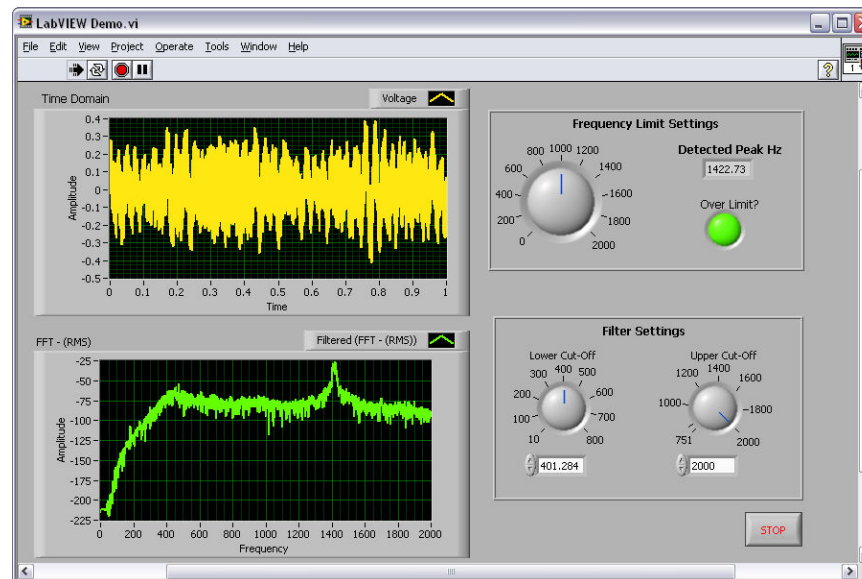 LabVIEW Demo.vi
File Edit View Project Operate Tools Window Help
Time Domain
Voltage
0.4
0.3
0.2
0.1
0
-0.1
-0.2
-0.3
-0.4
-0.5
Amplitude
0 0.1 0.2 0.3 0.4 0.5 0.6 0.7 0.8 0.9 1
Time
Frequency Limit Settings
0 200 400 600 800 1000 1200 1400 1600 1800 2000
Detected Peak Hz
1422.73
Over Limit?
FFT - (RMS)
Filtered (FFT - (RMS))
-25
-50
-75
-100
-125
-150
-175
-200
-225
Amplitude
0 200 400 600 800 1000 1200 1400 1600 1800 2000
Frequency
Filter Settings
Lower Cut-Off
10 100 200 300 400 500 600 700 800
401.284
Upper Cut-Off
751 1000 1200 1400 1600 1800 2000
2000
STOP